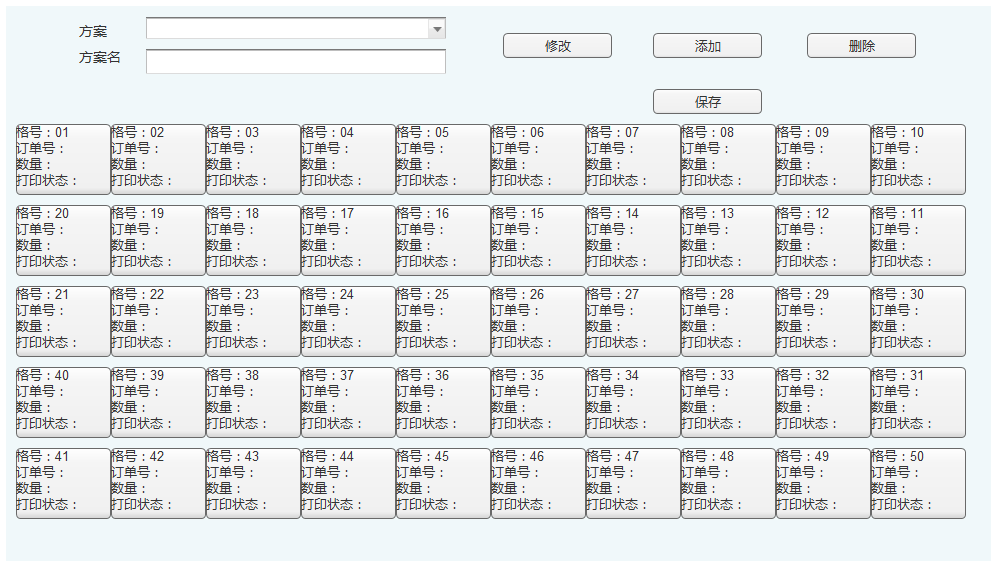 方案
修改 添加 删除
方案名
保存
格号：01 格号：02 格号：03 格号：04 格号：05 格号：06 格号：07 格号：08 格号：09 格号：10
订单号： 订单号： 订单号： 订单号： 订单号： 订单号： 订单号： 订单号： 订单号： 订单号：
数量： 数量： 数量： 数量： 数量： 数量： 数量： 数量： 数量： 数量：
打印状态： 打印状态： 打印状态： 打印状态： 打印状态： 打印状态： 打印状态： 打印状态： 打印状态： 打印状态：
格号：20 格号：19 格号：18 格号：17 格号：16 格号：15 格号：14 格号：13 格号：12 格号：11
订单号： 订单号： 订单号： 订单号： 订单号： 订单号： 订单号： 订单号： 订单号： 订单号：
数量： 数量： 数量： 数量： 数量： 数量： 数量： 数量： 数量： 数量：
打印状态： 打印状态： 打印状态： 打印状态： 打印状态： 打印状态： 打印状态： 打印状态： 打印状态： 打印状态：
格号：21 格号：22 格号：23 格号：24 格号：25 格号：26 格号：27 格号：28 格号：29 格号：30
订单号： 订单号： 订单号： 订单号： 订单号： 订单号： 订单号： 订单号： 订单号： 订单号：
数量： 数量： 数量： 数量： 数量： 数量： 数量： 数量： 数量： 数量：
打印状态： 打印状态： 打印状态： 打印状态： 打印状态： 打印状态： 打印状态： 打印状态： 打印状态： 打印状态：
格号：40 格号：39 格号：38 格号：37 格号：36 格号：35 格号：34 格号：33 格号：32 格号：31
订单号： 订单号： 订单号： 订单号： 订单号： 订单号： 订单号： 订单号： 订单号： 订单号：
数量： 数量： 数量： 数量： 数量： 数量： 数量： 数量： 数量： 数量：
打印状态： 打印状态： 打印状态： 打印状态： 打印状态： 打印状态： 打印状态： 打印状态： 打印状态： 打印状态：
格号：41 格号：42 格号：43 格号：44 格号：45 格号：46 格号：47 格号：48 格号：49 格号：50
订单号： 订单号： 订单号： 订单号： 订单号： 订单号： 订单号： 订单号： 订单号： 订单号：
数量： 数量： 数量： 数量： 数量： 数量： 数量： 数量： 数量： 数量：
打印状态： 打印状态： 打印状态： 打印状态： 打印状态： 打印状态： 打印状态： 打印状态： 打印状态： 打印状态：